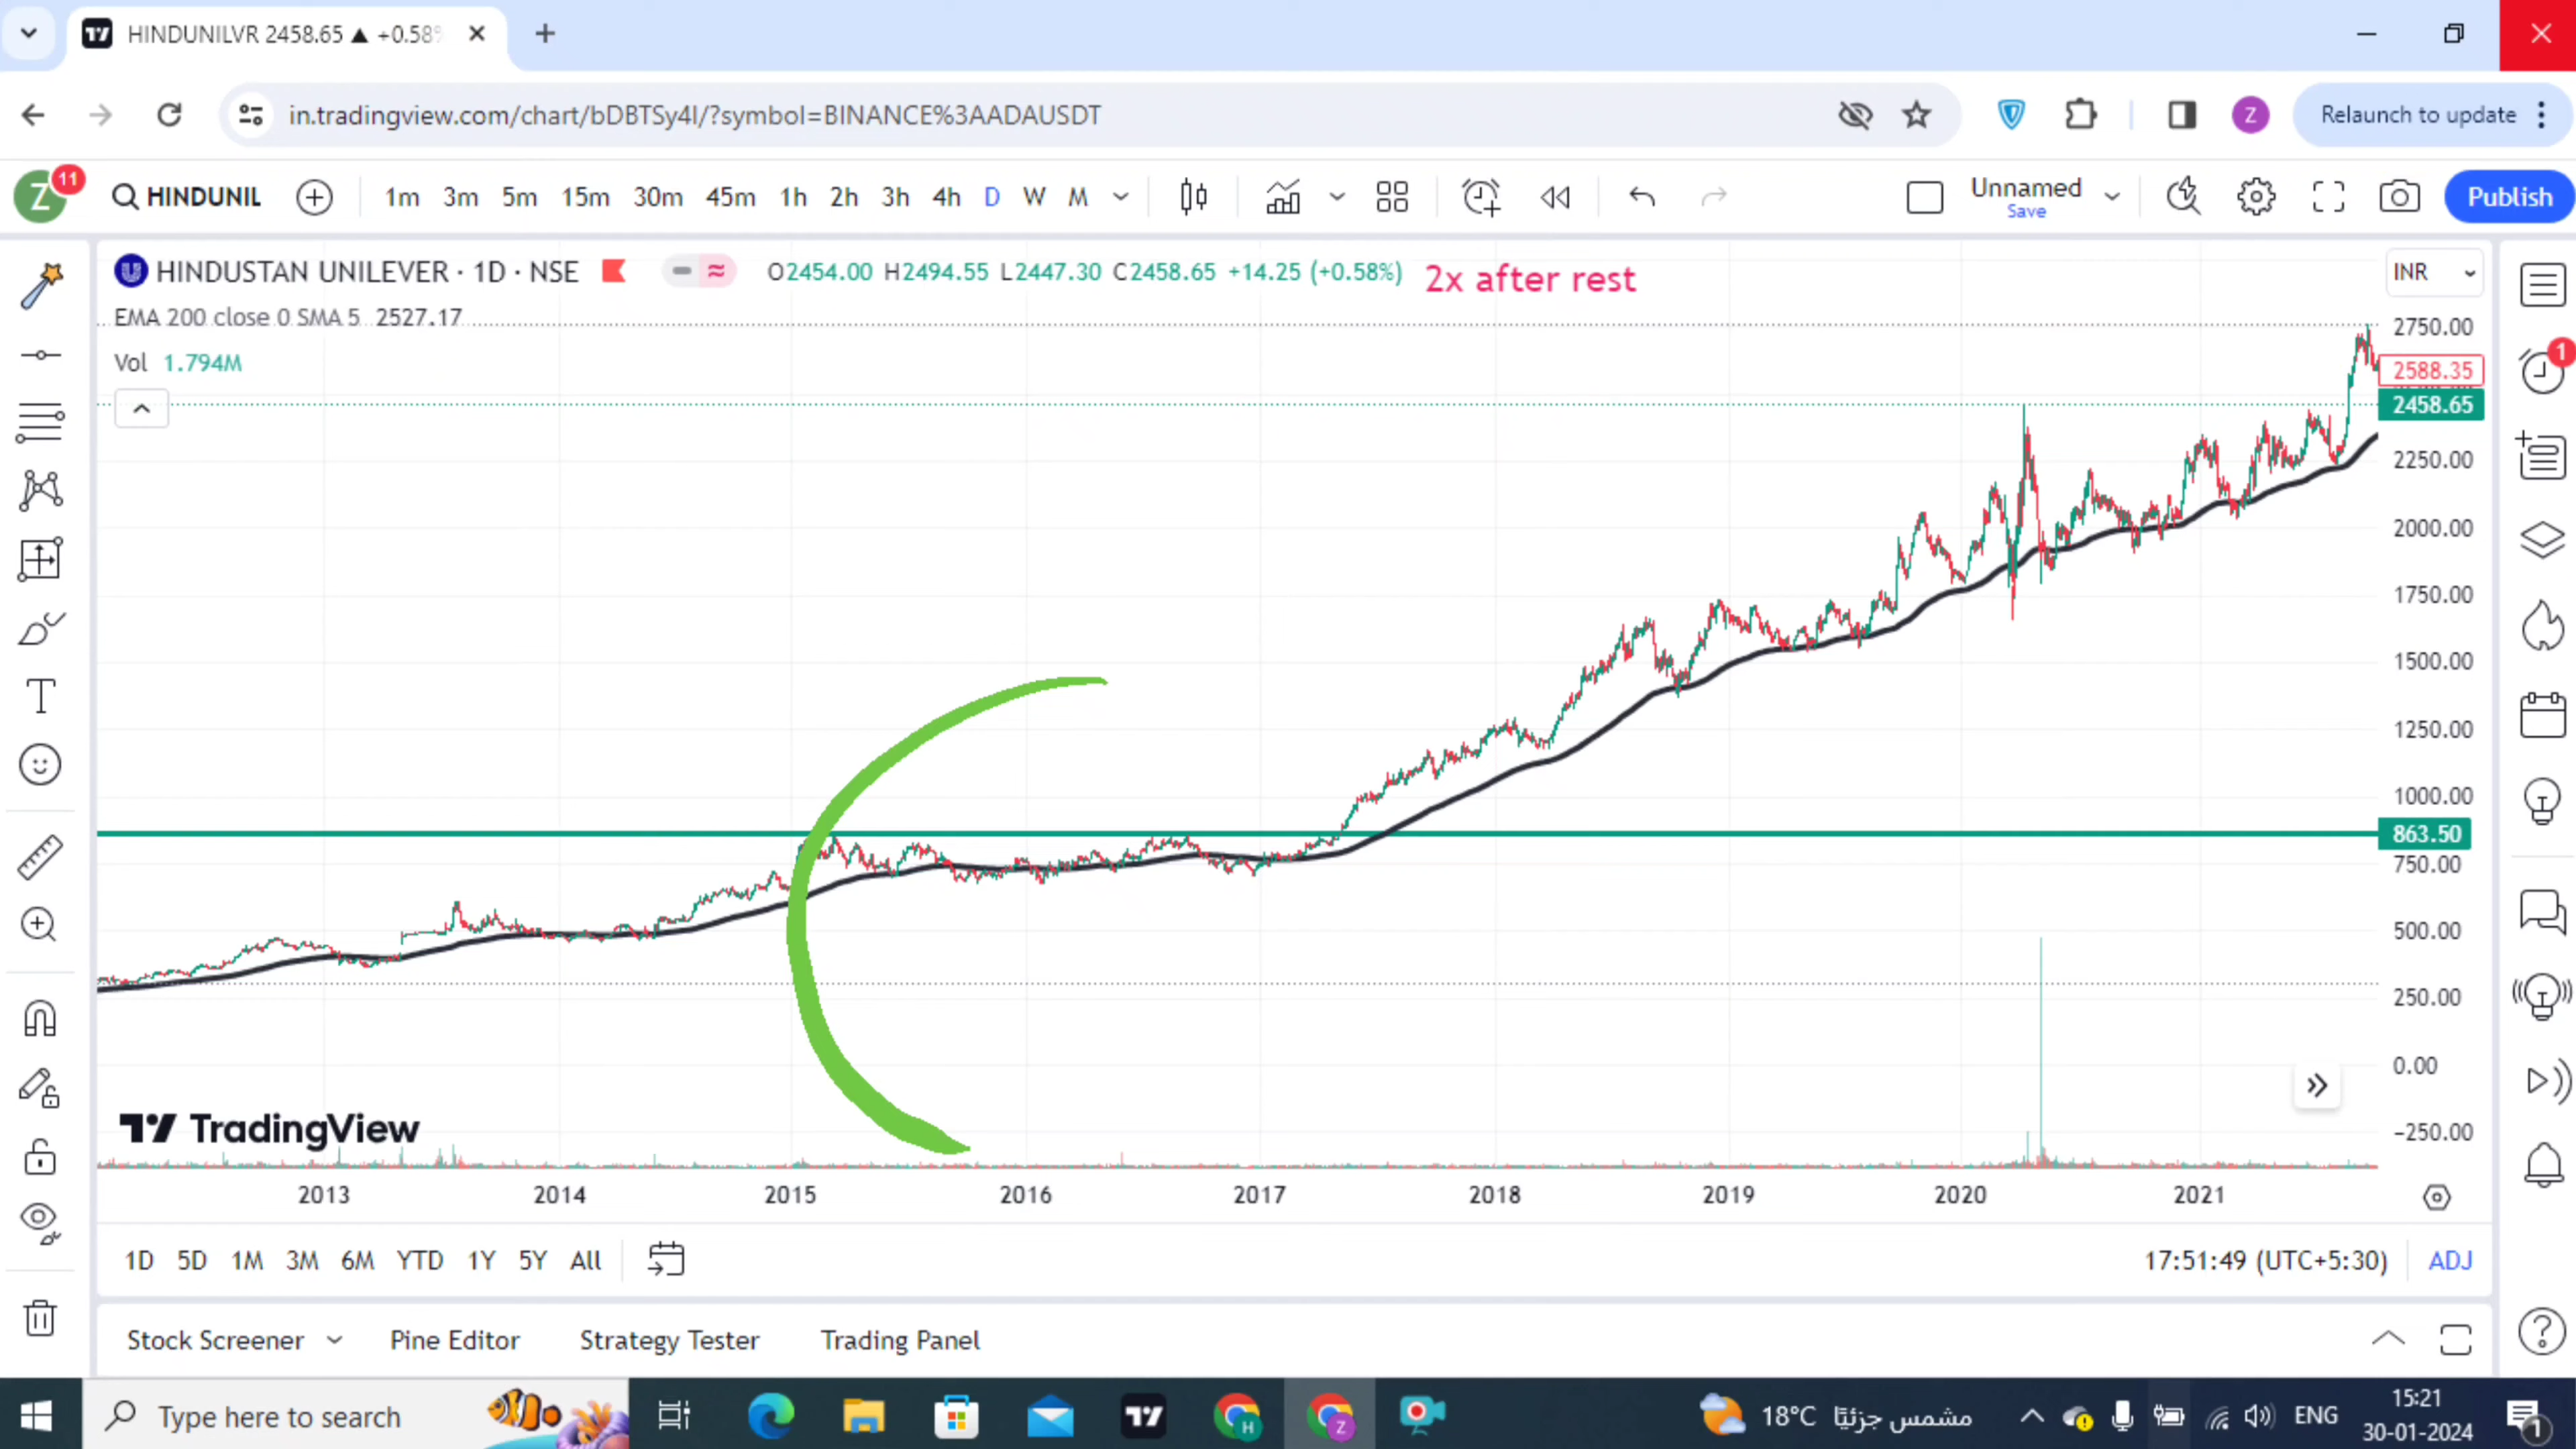 HINDUNILVR 2458.65 ▲ +0.58%
in.tradingview.com/chart/bDBTSy4I/?symbol=BINANCE%3AADAUSDT
Relaunch to update
Z
Z 11 HINDUNIL 1m 3m 5m 15m 30m 45m 1h 2h 3h 4h D W M Unnamed Save Publish
HINDUSTAN UNILEVER · 1D · NSE O2454.00 H2494.55 L2447.30 C2458.65 +14.25 (+0.58%) 2x after rest INR
EMA 200 close 0 SMA 5 2527.17
Vol 1.794M
2750.00
2588.35
2458.65
2250.00
2000.00
1750.00
1500.00
1250.00
1000.00
863.50
750.00
500.00
250.00
0.00
-250.00
1
TradingView
2013 2014 2015 2016 2017 2018 2019 2020 2021
1D 5D 1M 3M 6M YTD 1Y 5Y All 17:51:49 (UTC+5:30) ADJ
Stock Screener Pine Editor Strategy Tester Trading Panel
Type here to search H Z 18°C مشمس جزئيًا ENG 15:21
30-01-2024 1